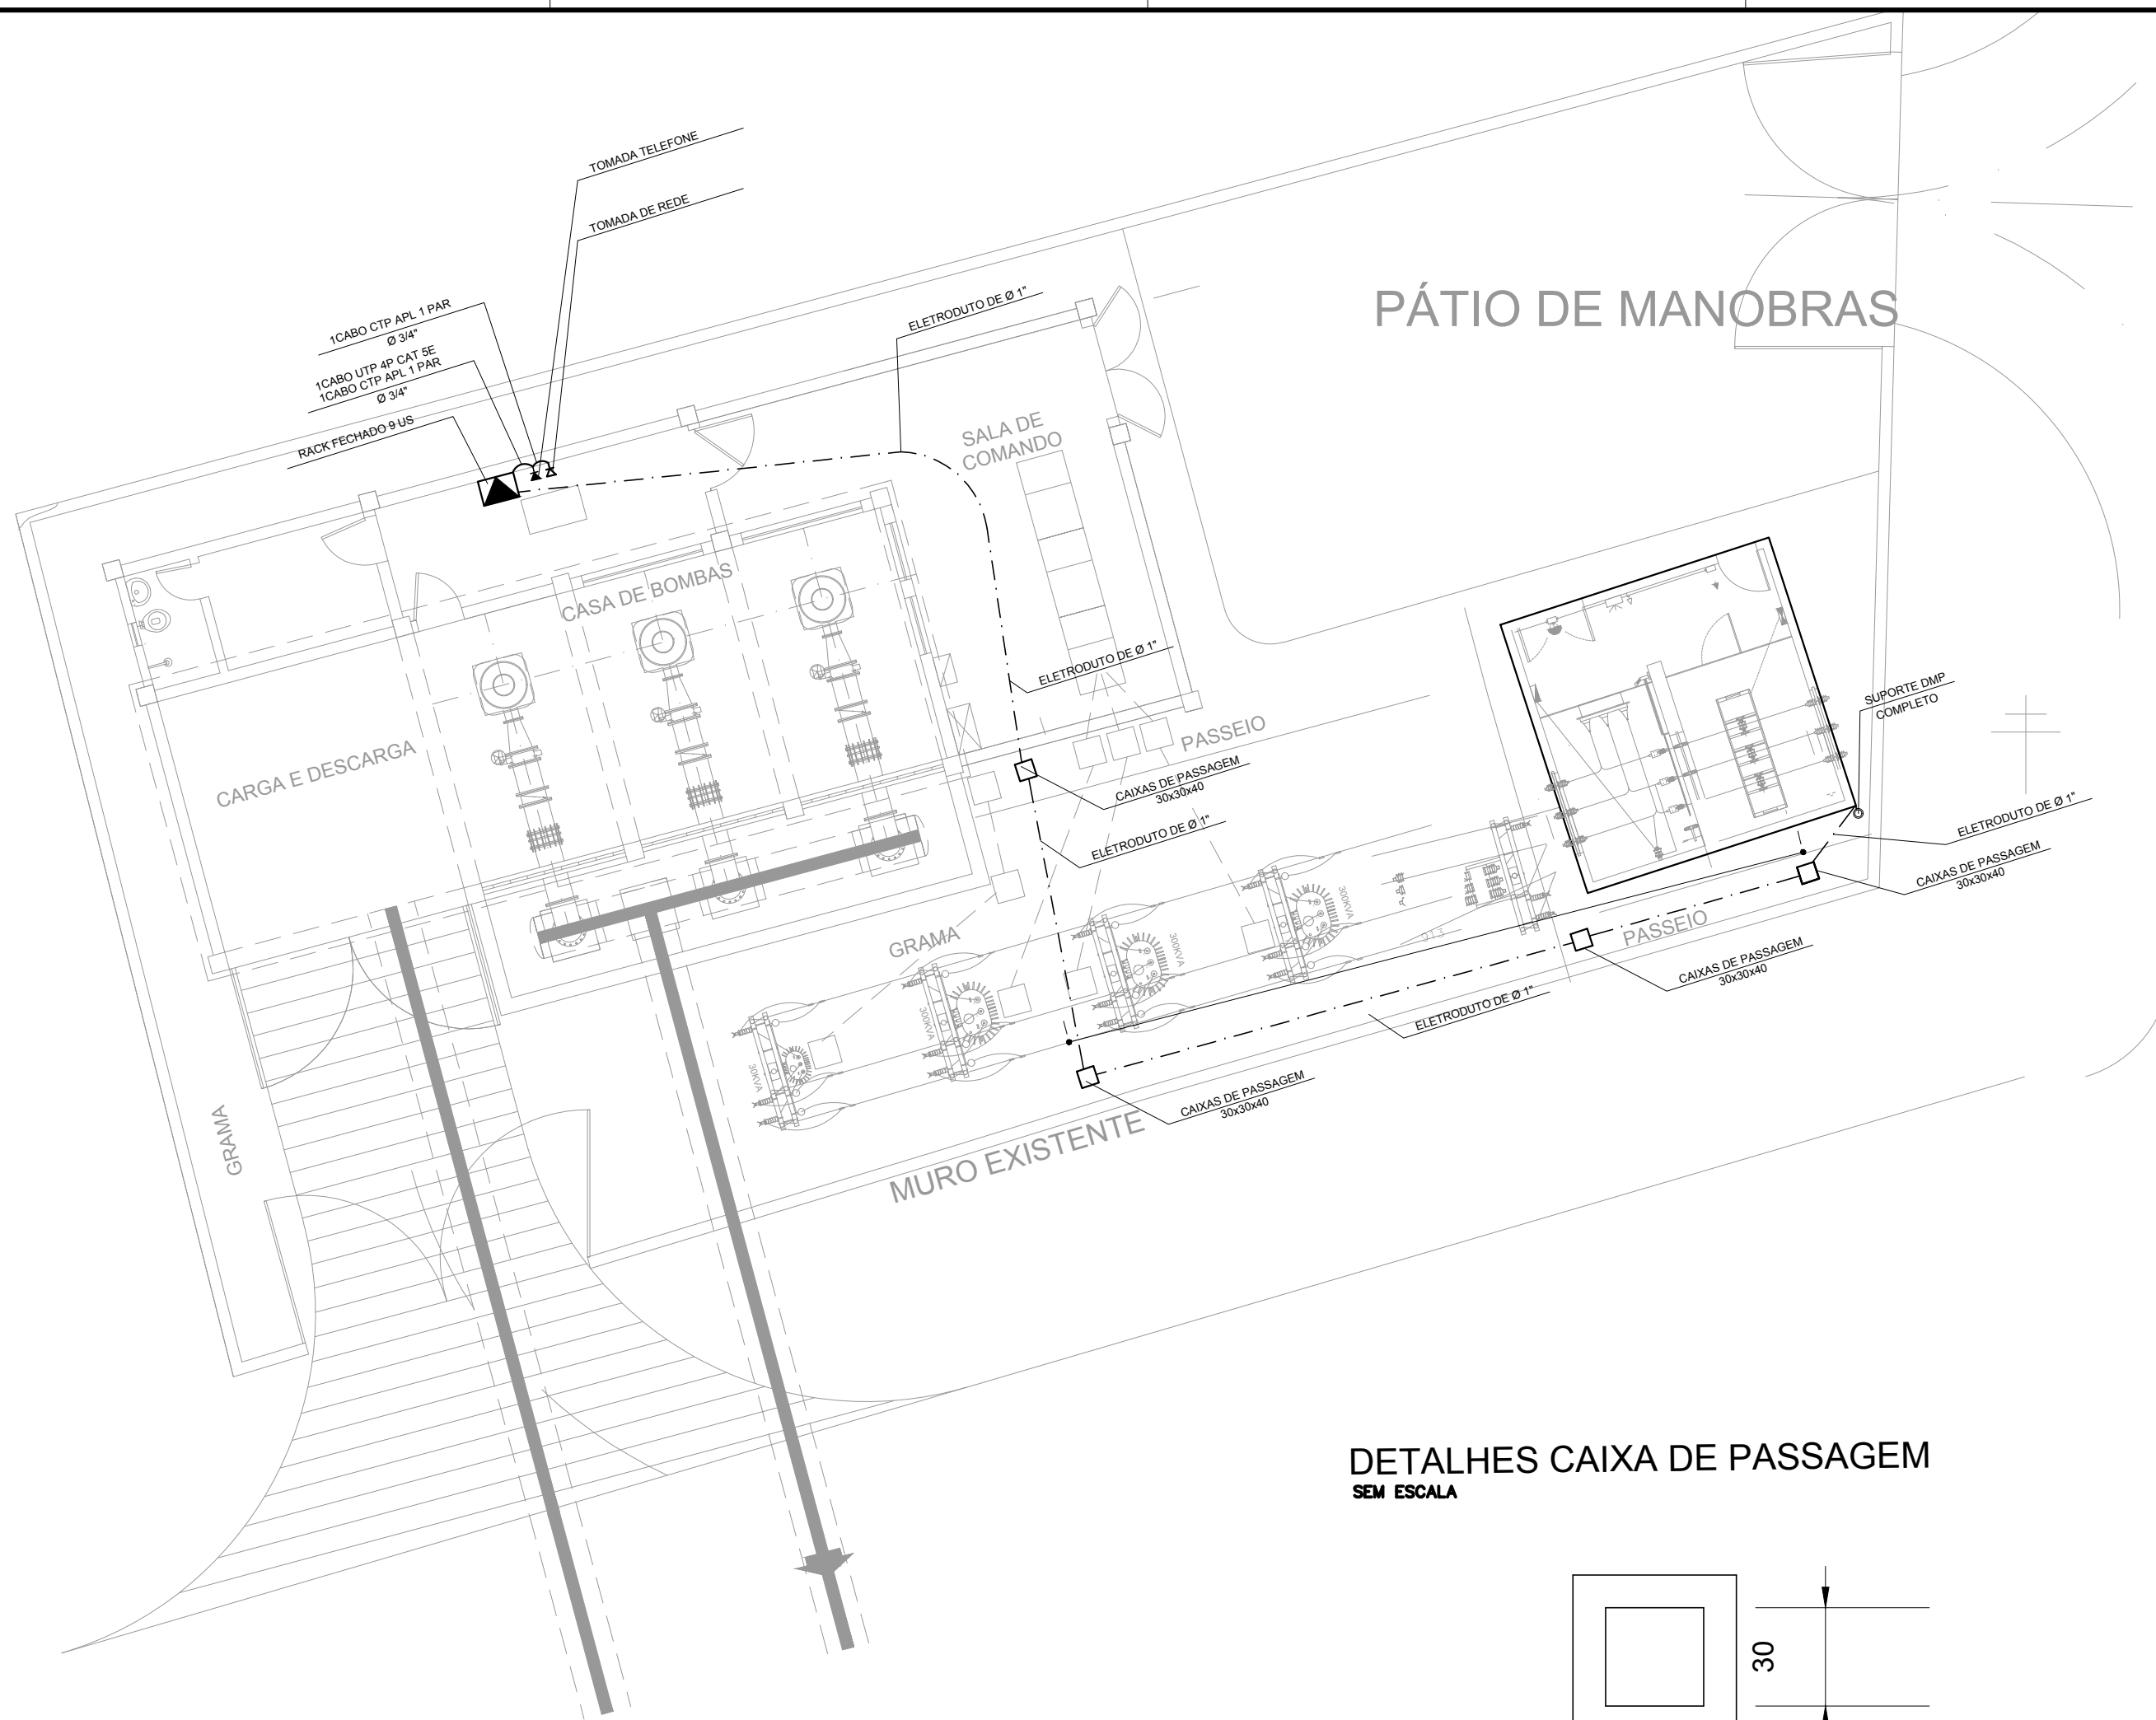 TOMADA TELEFONE
TOMADA DE REDE
1CABO CTP APL 1 PAR
Ø 3/4"
1CABO UTP 4P CAT 5E
1CABO CTP APL 1 PAR
Ø 3/4"
RACK FECHADO 9 US
ELETRODUTO DE Ø 1"
PÁTIO DE MANOBRAS
SALA DE
COMANDO
CASA DE BOMBAS
CARGA E DESCARGA
ELETRODUTO DE Ø 1"
PASSEIO
CAIXAS DE PASSAGEM
30x30x40
ELETRODUTO DE Ø 1"
SUPORTE DMP
COMPLETO
ELETRODUTO DE Ø 1"
CAIXAS DE PASSAGEM
30x30x40
GRAMA
300KVA
300KVA
300KVA
30KVA
PASSEIO
CAIXAS DE PASSAGEM
30x30x40
ELETRODUTO DE Ø 1"
CAIXAS DE PASSAGEM
30x30x40
GRAMA
MURO EXISTENTE
DETALHES CAIXA DE PASSAGEM
SEM ESCALA
30